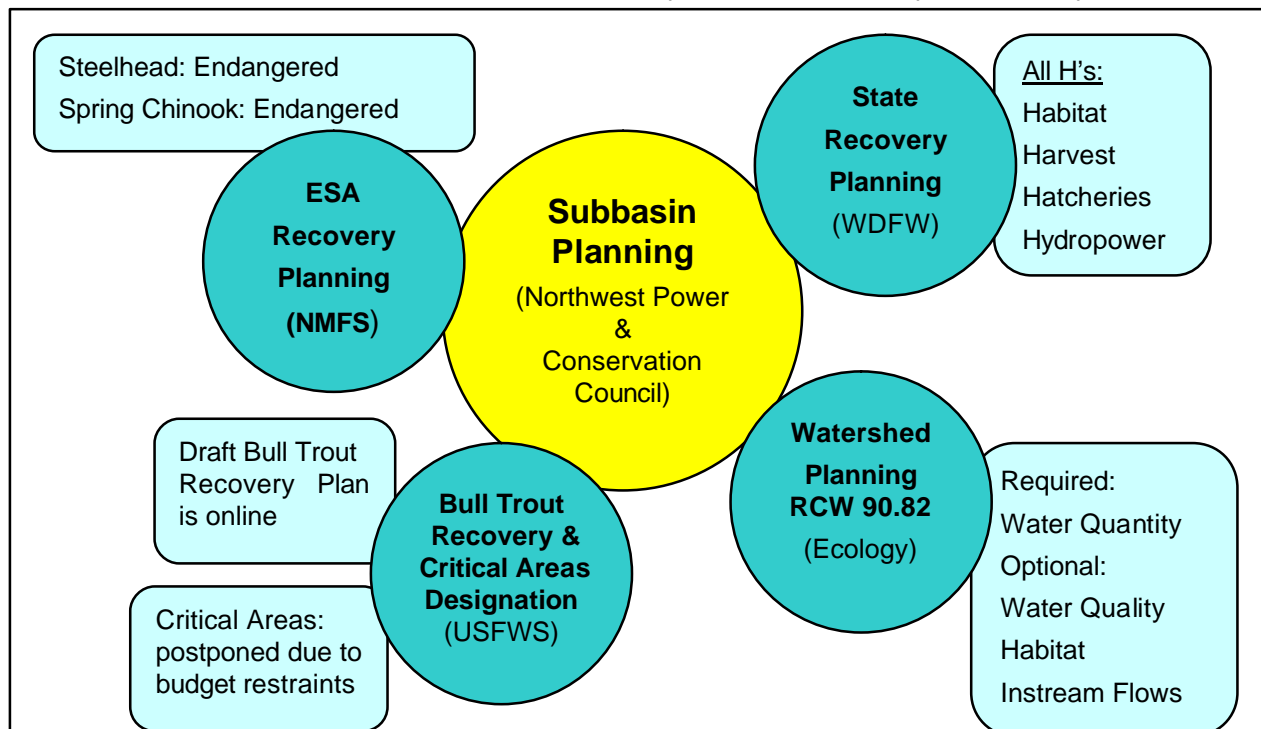 Steelhead: Endangered
Spring Chinook: Endangered
ESA
Recovery
Planning
(NMFS)
Subbasin
Planning
(Northwest Power
&
Conservation
Council)
State
Recovery
Planning
(WDFW)
All H's:
Habitat
Harvest
Hatcheries
Hydropower
Draft Bull Trout
Recovery Plan
is online
Critical Areas:
postponed due to
budget restraints
Bull Trout
Recovery &
Critical Areas
Designation
(USFWS)
Watershed
Planning
RCW 90.82
(Ecology)
Required:
Water Quantity
Optional:
Water Quality
Habitat
Instream Flows